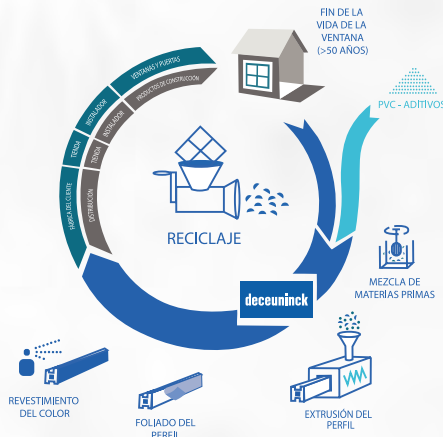 FIN DE LA
VIDA DE LA
VENTANA
(>50 AÑOS)
PVC - ADITIVOS
VENTANAS Y PUERTAS
PRODUCTOS DE CONSTRUCCIÓN
INSTALADOR
INSTALADOR
TIENDA
TIENDA
FÁBRICA DEL CLIENTE
DISTRIBUCIÓN
RECICLAJE
deceuninck
MEZCLA DE
MATERÍAS PRIMAS
EXTRUSIÓN DEL
PERFIL
FOLIADO DEL
PERFIL
REVESTIMIENTO
DEL COLOR